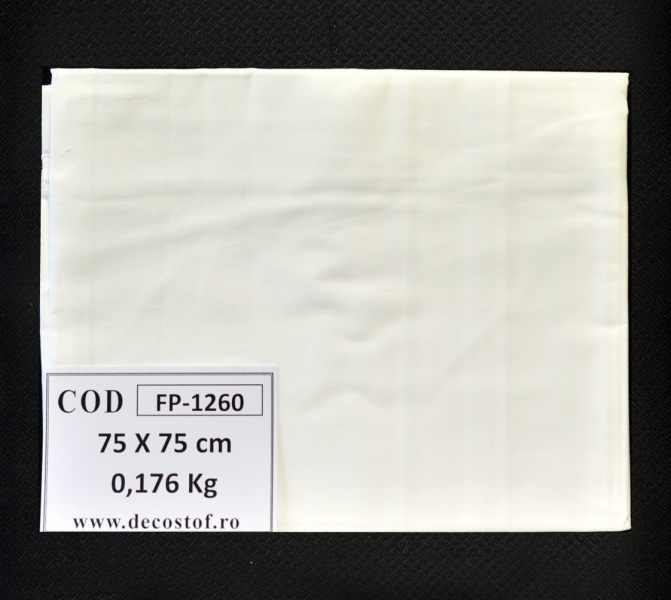 COD FP-1260
75 X 75 cm
0,176 Kg
www.decostof.ro